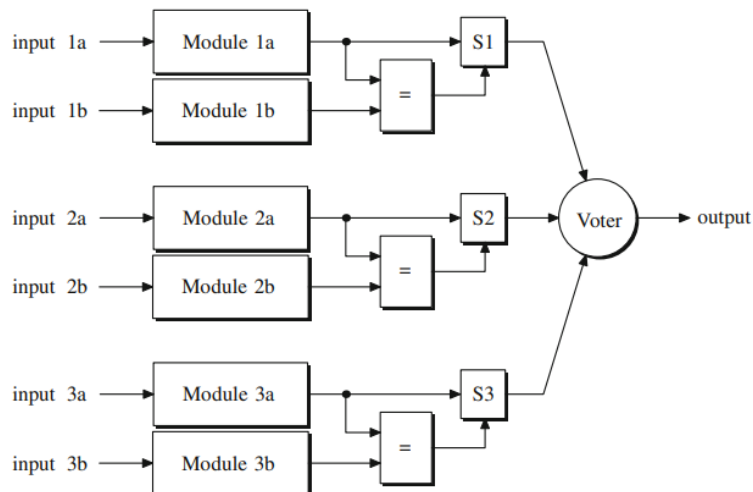 input 1a Module 1a S1
=
input 1b Module 1b
input 2a Module 2a S2 Voter output
=
input 2b Module 2b
input 3a Module 3a S3
=
input 3b Module 3b